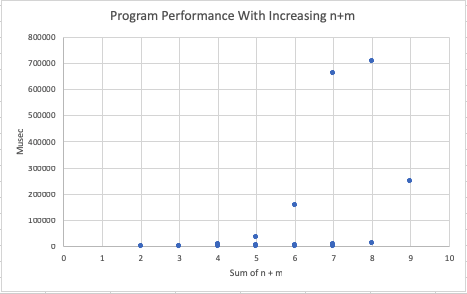 Program Performance With Increasing n+m
800000
700000
600000
500000
400000
300000
200000
100000
0
Musec
0 1 2 3 4 5 6 7 8 9 10
Sum of n + m